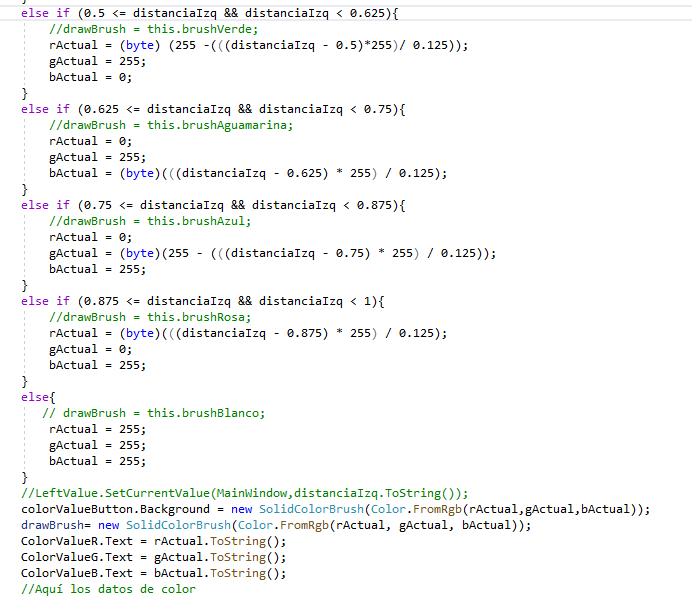 }
else if (0.5 <= distanciaIzq && distanciaIzq < 0.625){
//drawBrush = this.brushVerde;
rActual = (byte) (255 -(((distanciaIzq - 0.5)*255)/ 0.125));
gActual = 255;
bActual = 0;
}
else if (0.625 <= distanciaIzq && distanciaIzq < 0.75){
//drawBrush = this.brushAguamarina;
rActual = 0;
gActual = 255;
bActual = (byte)(((distanciaIzq - 0.625) * 255) / 0.125);
}
else if (0.75 <= distanciaIzq && distanciaIzq < 0.875){
//drawBrush = this.brushAzul;
rActual = 0;
gActual = (byte)(255 - (((distanciaIzq - 0.75) * 255) / 0.125));
bActual = 255;
}
else if (0.875 <= distanciaIzq && distanciaIzq < 1){
//drawBrush = this.brushRosa;
rActual = (byte)(((distanciaIzq - 0.875) * 255) / 0.125);
gActual = 0;
bActual = 255;
}
else{
// drawBrush = this.brushBlanco;
rActual = 255;
gActual = 255;
bActual = 255;
}
//LeftValue.SetCurrentValue(MainWindow,distanciaIzq.ToString());
colorValueButton.Background = new SolidColorBrush(Color.FromRgb(rActual,gActual,bActual));
drawBrush= new SolidColorBrush(Color.FromRgb(rActual, gActual, bActual));
ColorValueR.Text = rActual.ToString();
ColorValueG.Text = gActual.ToString();
ColorValueB.Text = bActual.ToString();
//Aquí los datos de color